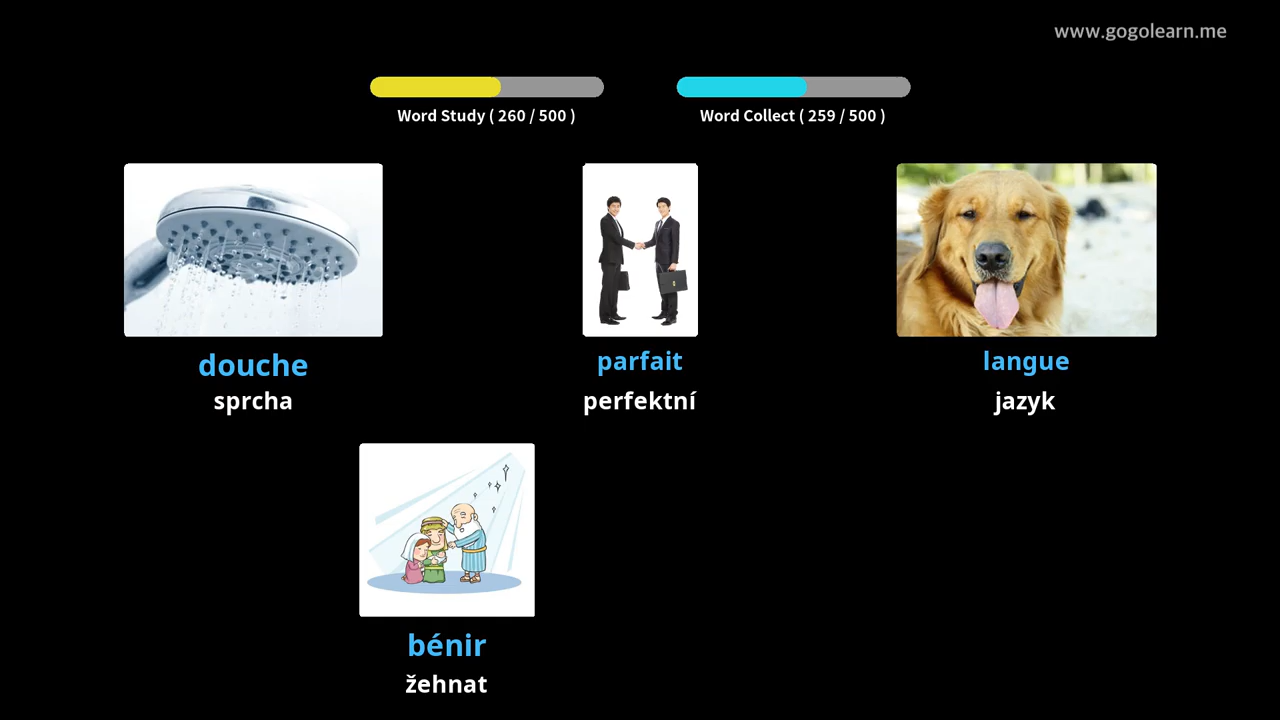 www.gogolearn.me
Word Study ( 260 / 500 )
Word Collect ( 259 / 500 )
douche
sprcha
parfait
perfektní
langue
jazyk
bénir
žehnat